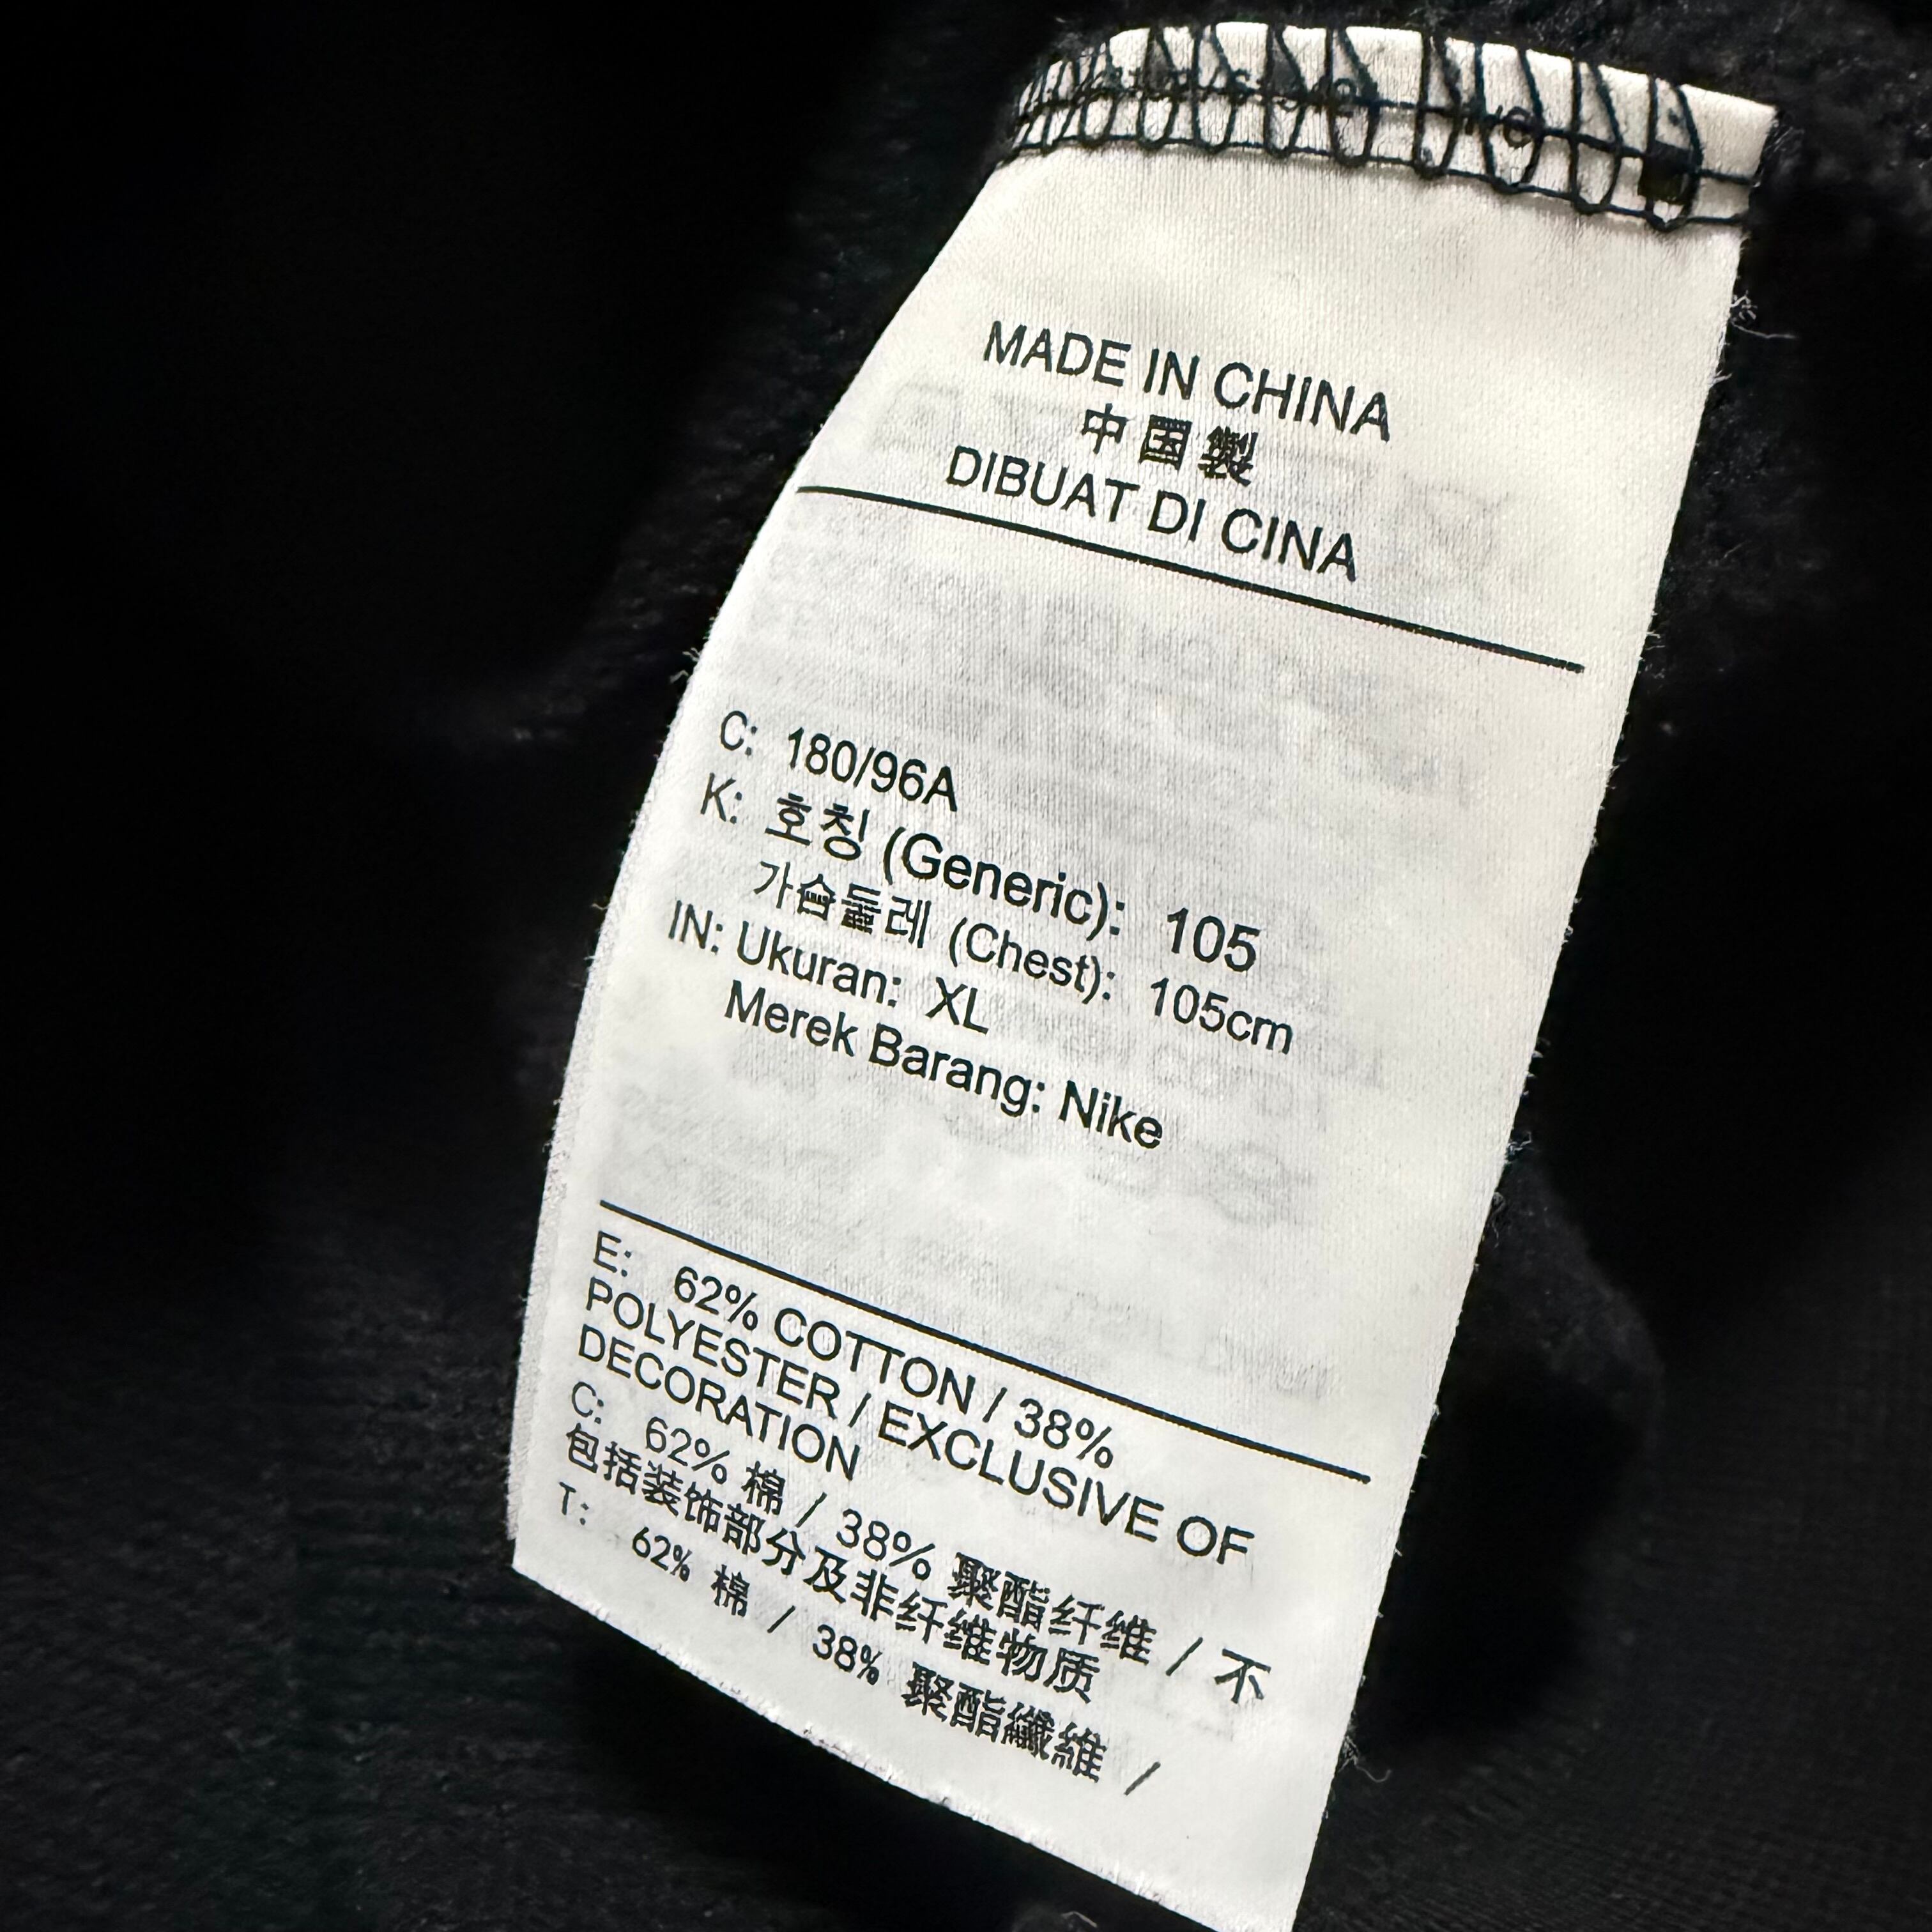 MADE IN CHINA
中国製
DIBUAT DI CINA
C: 180/96A
K: 호칭 (Generic): 105
가슴둘레 (Chest): 105cm
IN: Ukuran: XL
Merek Barang: Nike
E: 62% COTTON / 38%
POLYESTER / EXCLUSIVE OF
DECORATION
C: 62% 棉 / 38% 聚酯纤维 / 不
包括装饰部分及非纤维物质
T: 62% 棉 / 38% 聚酯纖維 /